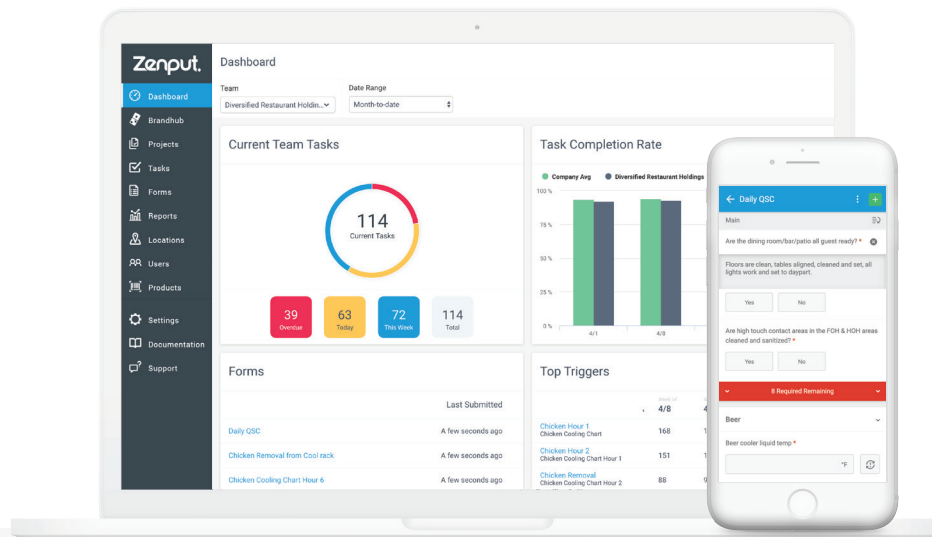 Zenput.
Dashboard
Brandhub
Projects
Tasks
Forms
Reports
Locations
Users
Products
Settings
Documentation
Support
Dashboard
Team
Date Range
Diversified Restaurant Holdin...
Month-to-date
Current Team Tasks
114
Current Tasks
39
Overdue
63
Today
72
This Week
114
Total
Task Completion Rate
Company Avg
Diversified Restaurant Holdings
100 %
75 %
50 %
25 %
0 %
4/1
4/8
Forms
Last Submitted
Daily QSC
A few seconds ago
Chicken Removal from Cool rack
A few seconds ago
Chicken Cooling Chart Hour 6
A few seconds ago
Top Triggers
4/8
Chicken Hour 1
Chicken Cooling Chart
168
Chicken Hour 2
Chicken Cooling Chart Hour 1
151
Chicken Removal
Chicken Cooling Chart Hour 2
88
Daily QSC
Main
Are the dining room/bar/patio all guest ready? *
Floors are clean, tables aligned, cleaned and set, all
lights work and set to daypart.
Yes
No
Are high touch contact areas in the FOH & HOH areas
cleaned and sanitized? *
Yes
No
8 Required Remaining
Beer
Beer cooler liquid temp *
°F